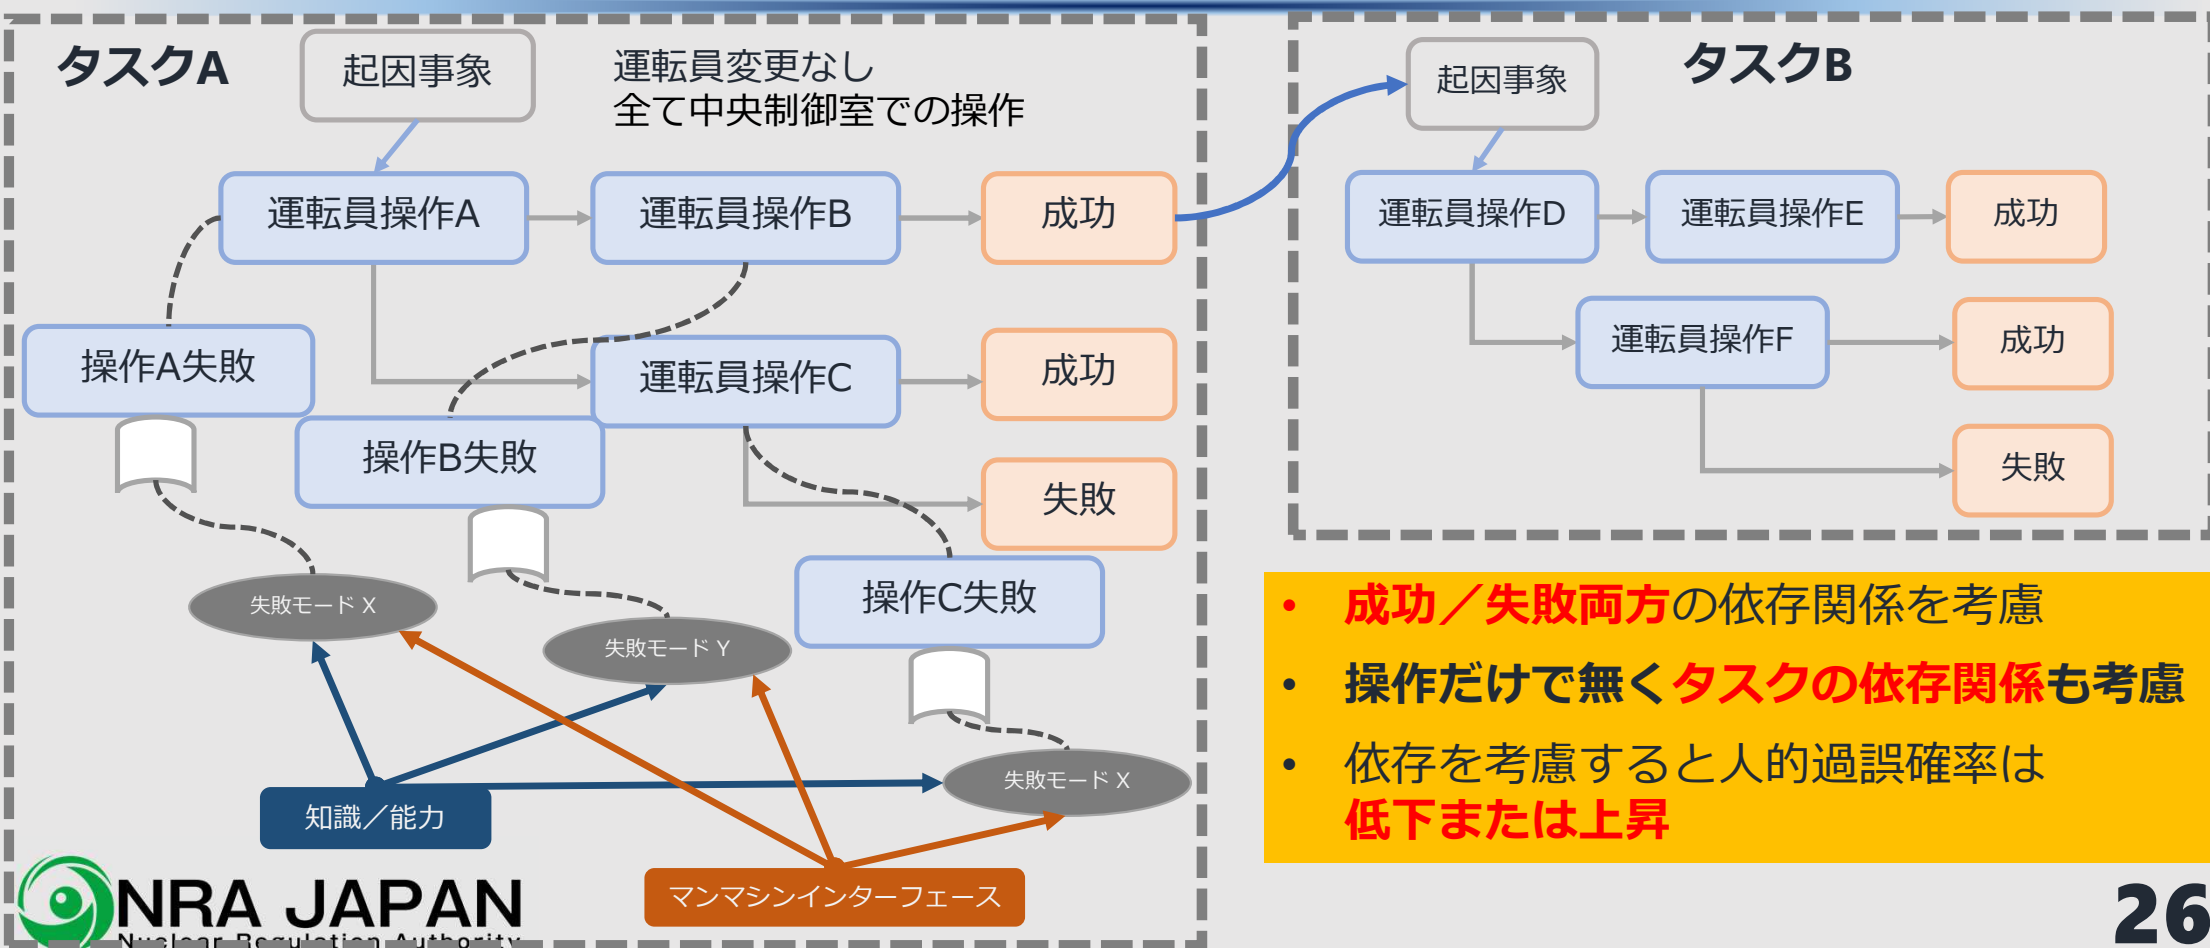 タスクA
起因事象
運転員変更なし
全て中央制御室での操作
運転員操作A
運転員操作B
成功
操作A失敗
運転員操作C
成功
操作B失敗
失敗
操作C失敗
失敗モード X
失敗モード Y
失敗モード X
知識／能力
マンマシンインターフェース
NRA JAPAN
Nuclear Regulation Authority
タスクB
起因事象
運転員操作D
運転員操作E
成功
運転員操作F
成功
失敗
• 成功／失敗両方の依存関係を考慮
• 操作だけで無くタスクの依存関係も考慮
• 依存を考慮すると人的過誤確率は
低下または上昇
26